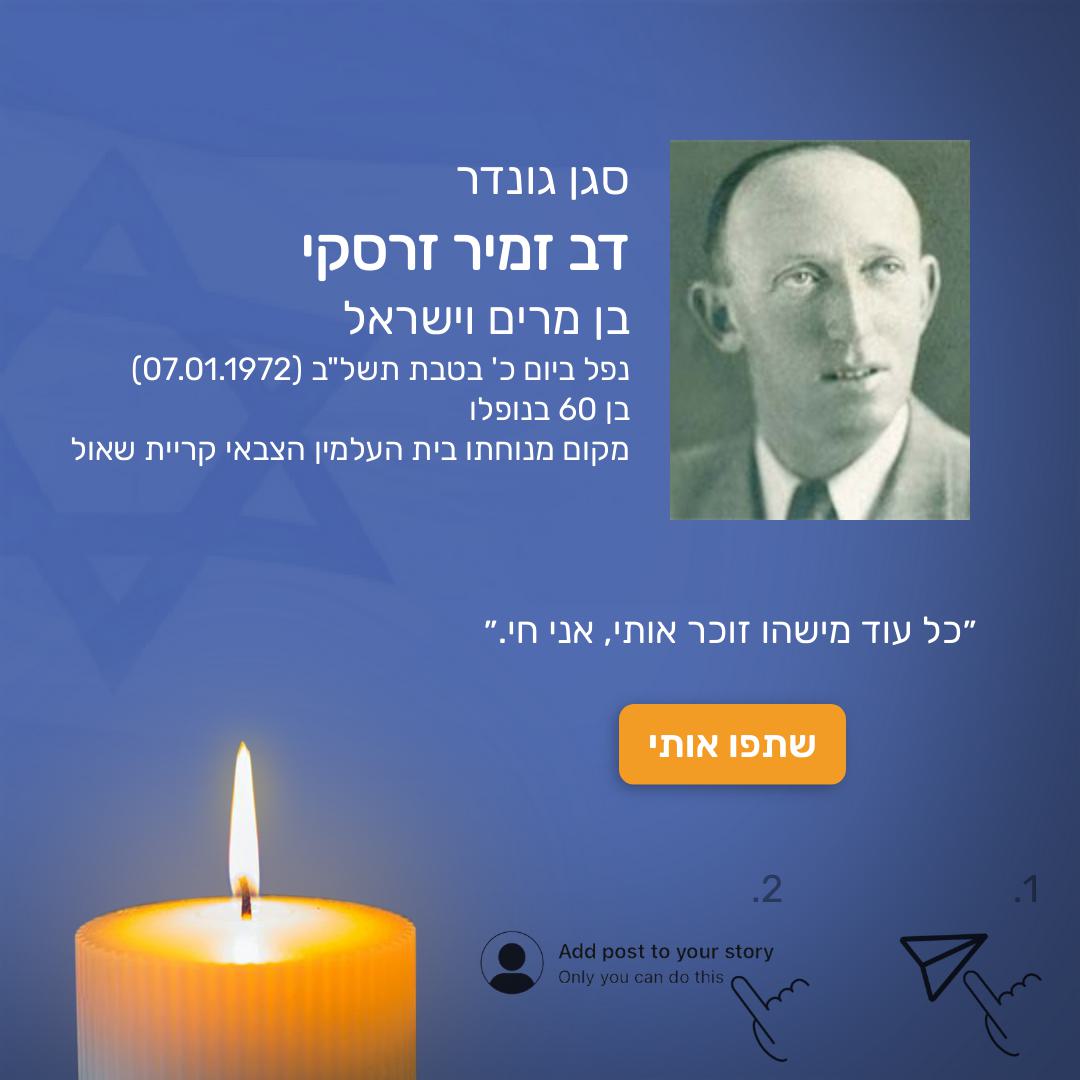 סגן גונדר
דב זמיר זרסקי
בן מרים וישראל
נפל ביום כ' בטבת תשל"ב (07.01.1972)
בן 60 בנופלו
מקום מנוחתו בית העלמין הצבאי קריית שאול
״כל עוד מישהו זוכר אותי, אני חי.״
שתפו אותי
1.
2.
Add post to your story
Only you can do this